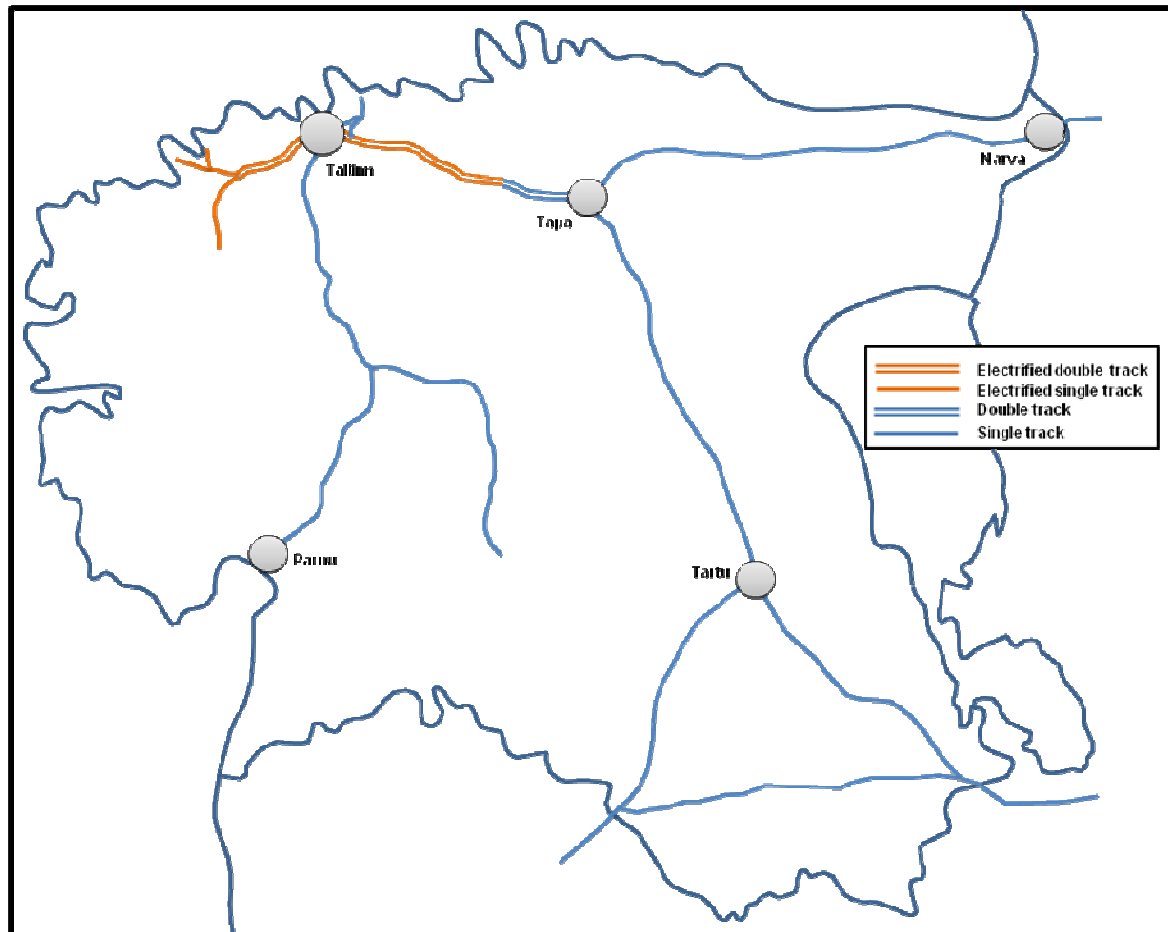 Tallinn
Narva
Tapa
Electrified double track
Electrified single track
Double track
Single track
Parnu
Tartu